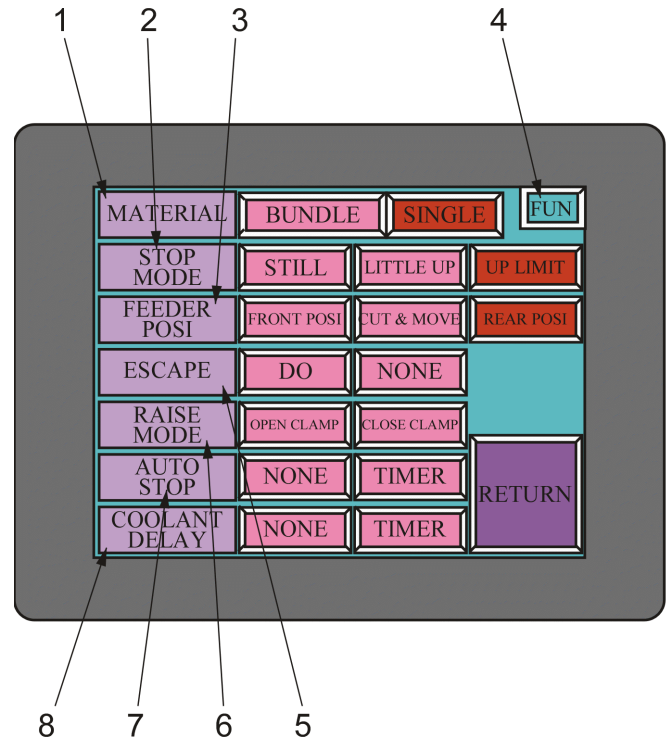 1 2 3 4
MATERIAL BUNDLE SINGLE FUN
STOP
MODE STILL LITTLE UP UP LIMIT
FEEDER
POSI FRONT POSI CUT & MOVE REAR POSI
ESCAPE DO NONE
RAISE
MODE OPEN CLAMP CLOSE CLAMP
AUTO
STOP NONE TIMER
RETURN
COOLANT
DELAY NONE TIMER
8 7 6 5